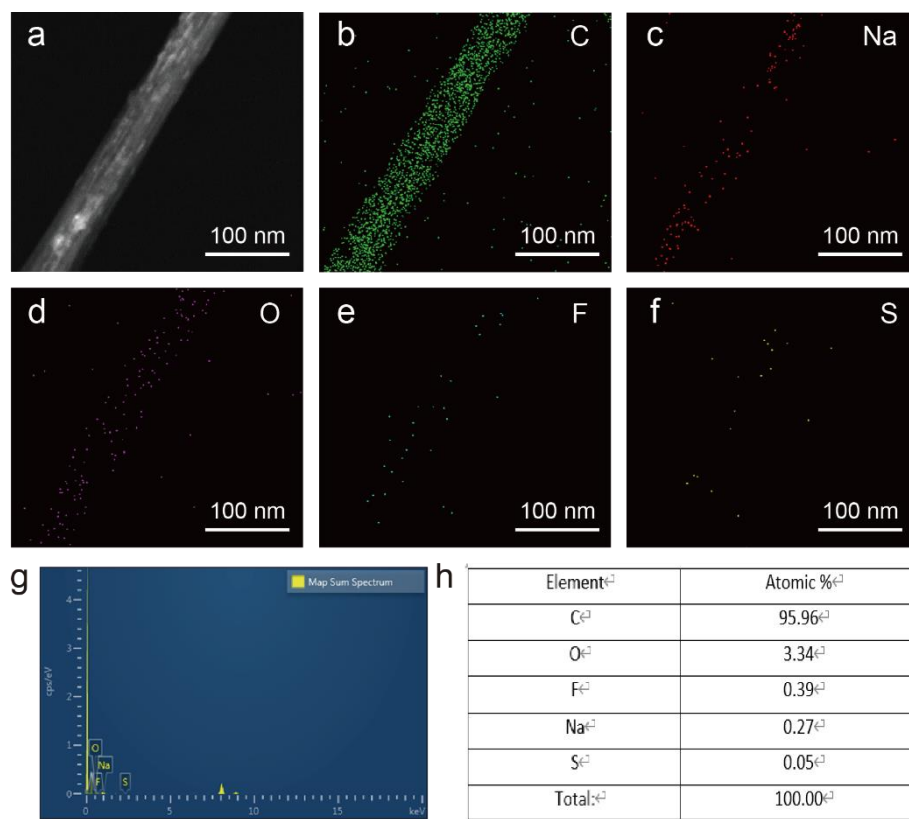 a
100 nm
b C
100 nm
c Na
100 nm
d O
100 nm
e F
100 nm
f S
100 nm
g
Map Sum Spectrum
cps/eV
4
3
2
1
0
O
Na
F
S
0 5 10 15 keV
h
Element↵ Atomic %↵
C↵ 95.96↵
O↵ 3.34↵
F↵ 0.39↵
Na↵ 0.27↵
S↵ 0.05↵
Total:↵ 100.00↵